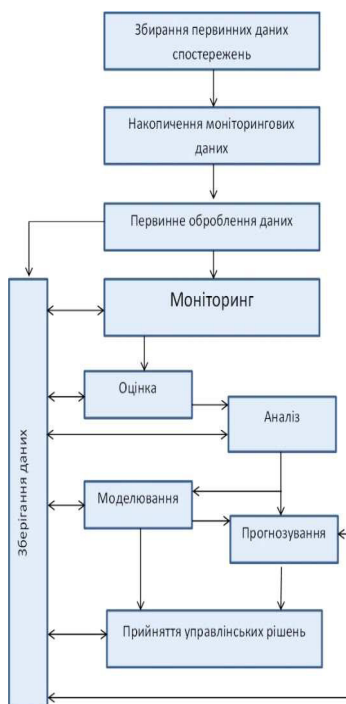 Збирання первинних даних
спостережень
Накопичення моніторингових
даних
Первинне оброблення даних
Моніторинг
Оцінка
Аналіз
Моделювання
Прогнозування
Прийняття управлінських рішень
Зберігання даних